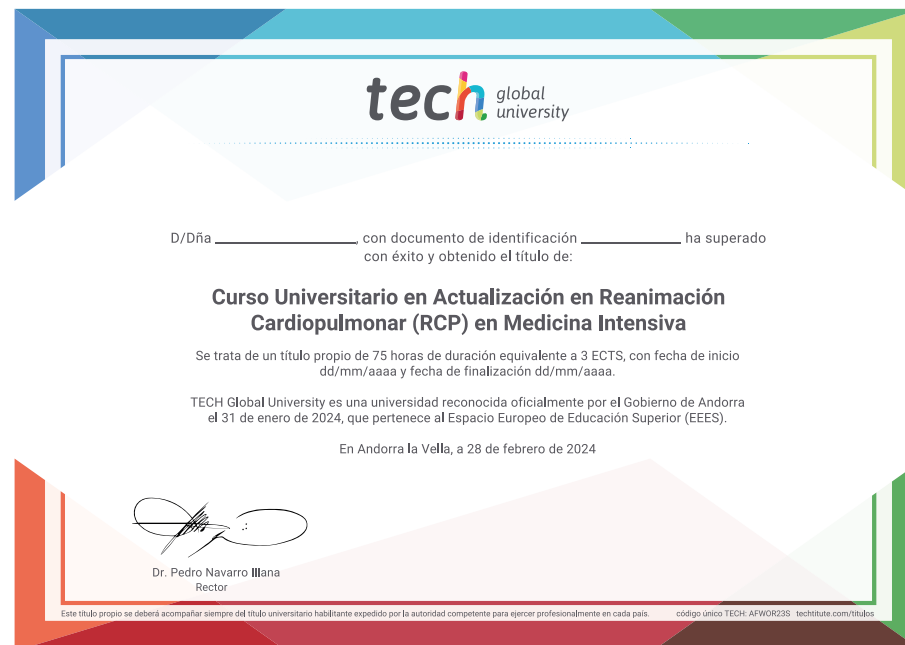 tech global university
D/Dña ____________________, con documento de identificación ______________ ha superado
con éxito y obtenido el título de:
Curso Universitario en Actualización en Reanimación
Cardiopulmonar (RCP) en Medicina Intensiva
Se trata de un título propio de 75 horas de duración equivalente a 3 ECTS, con fecha de inicio
dd/mm/aaaa y fecha de finalización dd/mm/aaaa.
TECH Global University es una universidad reconocida oficialmente por el Gobierno de Andorra
el 31 de enero de 2024, que pertenece al Espacio Europeo de Educación Superior (EEES).
En Andorra la Vella, a 28 de febrero de 2024
Dr. Pedro Navarro Illana
Rector
Este título propio se deberá acompañar siempre del título universitario habilitante expedido por la autoridad competente para ejercer profesionalmente en cada país. código único TECH: AFWOR23S techtitute.com/titulos